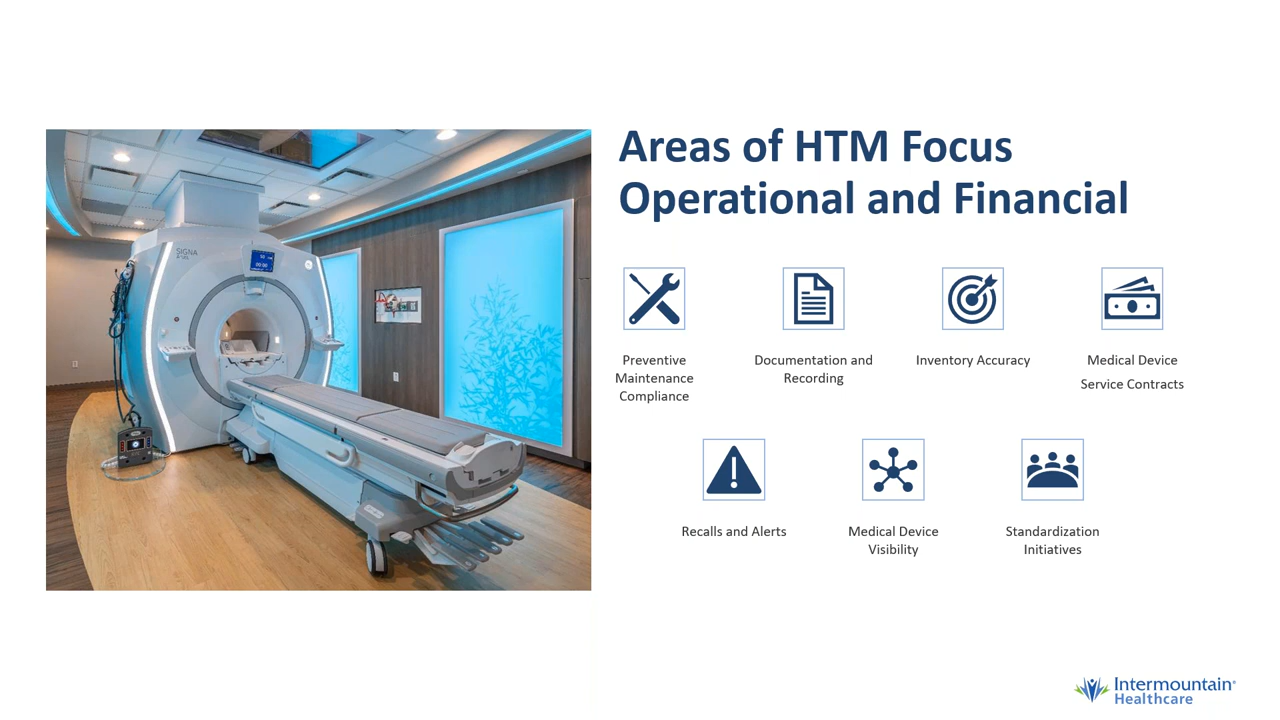 Areas of HTM Focus
Operational and Financial
SIGNA
Preventive
Maintenance
Compliance
Documentation and
Recording
Inventory Accuracy
Medical Device
Service Contracts
Recalls and Alerts
Medical Device
Visibility
Standardization
Initiatives
Intermountain®
Healthcare